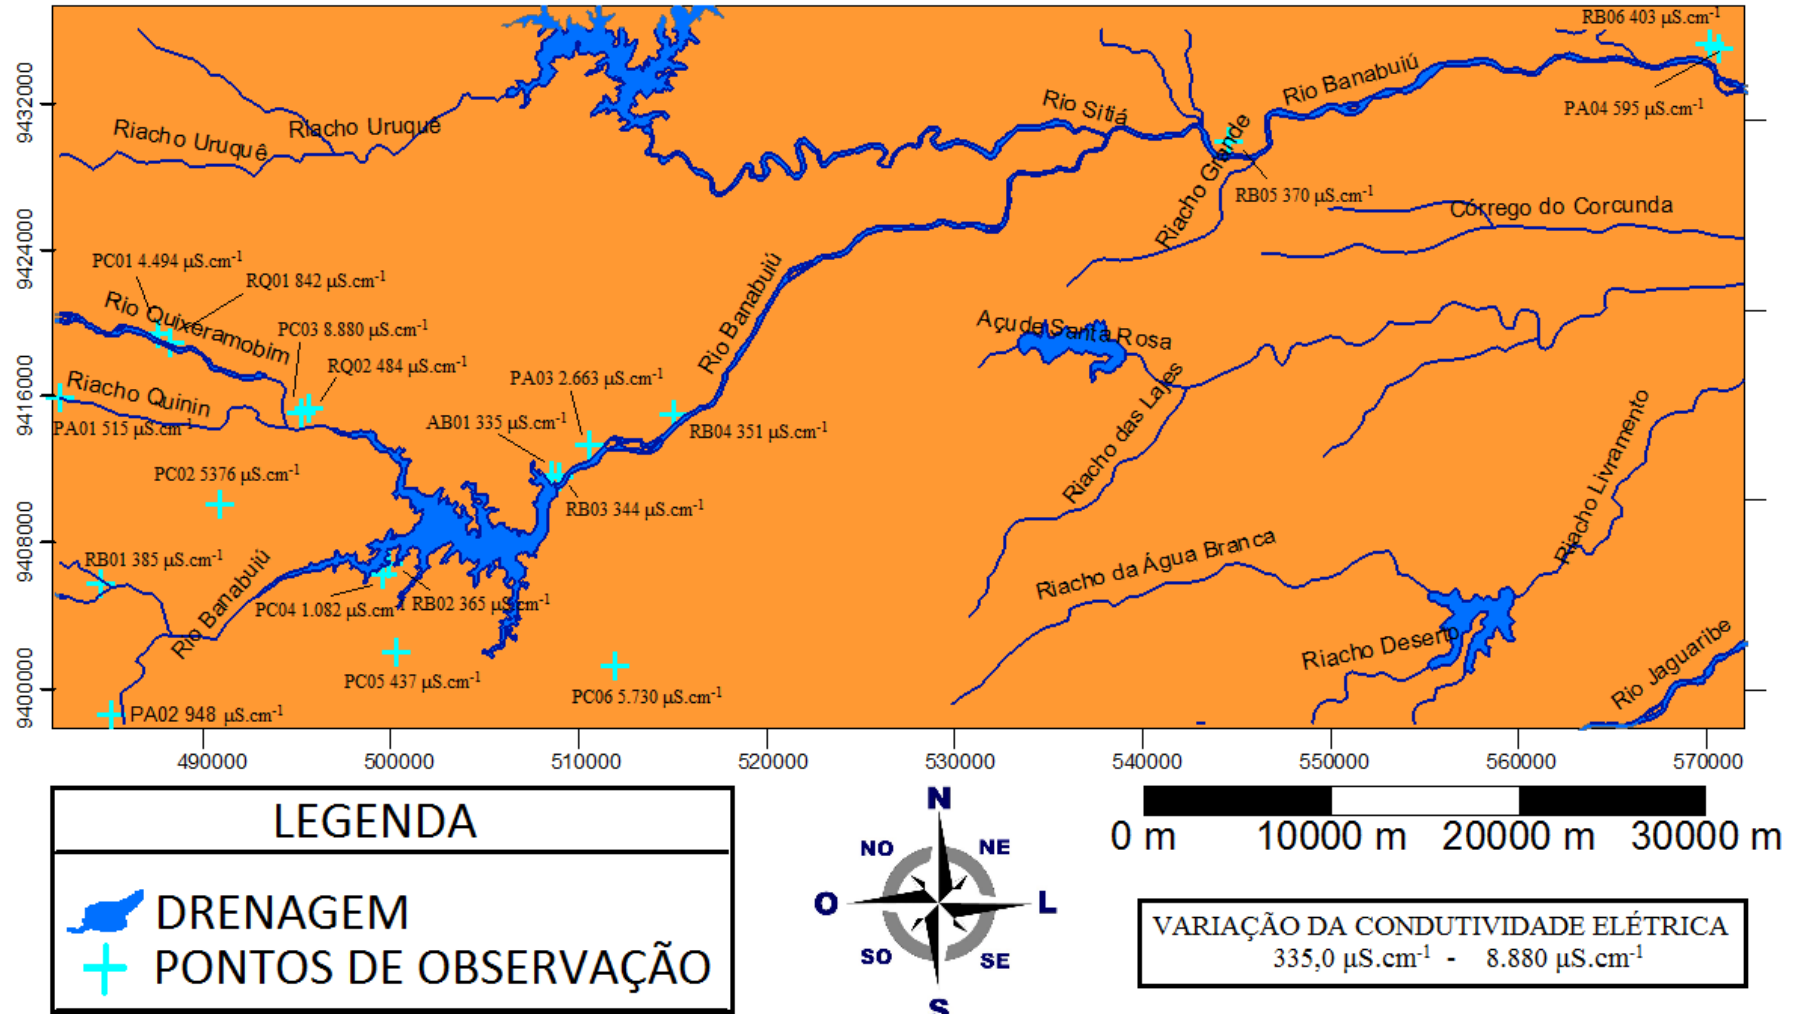 RB06 403 µS.cm-1
PA04 595 µS.cm-1
Rio Banabuiú
Rio Sitiá
Riacho Uruquê
Riacho Uruquê
Riacho Grande
RB05 370 µS.cm-1
Córrego do Corcunda
PC01 4.494 µS.cm-1
RQ01 842 µS.cm-1
Rio Quixeramobim
PC03 8.880 µS.cm-1
RQ02 484 µS.cm-1
Riacho Quinin
PA01 515 µS.cm-1
Rio Banabuiú
Açude Santa Rosa
PA03 2.663 µS.cm-1
AB01 335 µS.cm-1
RB04 351 µS.cm-1
Riacho das Lajes
Riacho Livramento
PC02 5376 µS.cm-1
RB03 344 µS.cm-1
RB01 385 µS.cm-1
Rio Banabuiú
PC04 1.082 µS.cm-1
RB02 365 µS.cm-1
Riacho da Água Branca
Riacho Deserto
Rio Jaguaribe
PC05 437 µS.cm-1
PC06 5.730 µS.cm-1
PA02 948 µS.cm-1
9432000
9424000
9416000
9408000
9400000
490000 500000 510000 520000 530000 540000 550000 560000 570000
LEGENDA
DRENAGEM
PONTOS DE OBSERVAÇÃO
N
NO NE
O L
SO SE
S
0 m 10000 m 20000 m 30000 m
VARIAÇÃO DA CONDUTIVIDADE ELÉTRICA
335,0 µS.cm-1 - 8.880 µS.cm-1